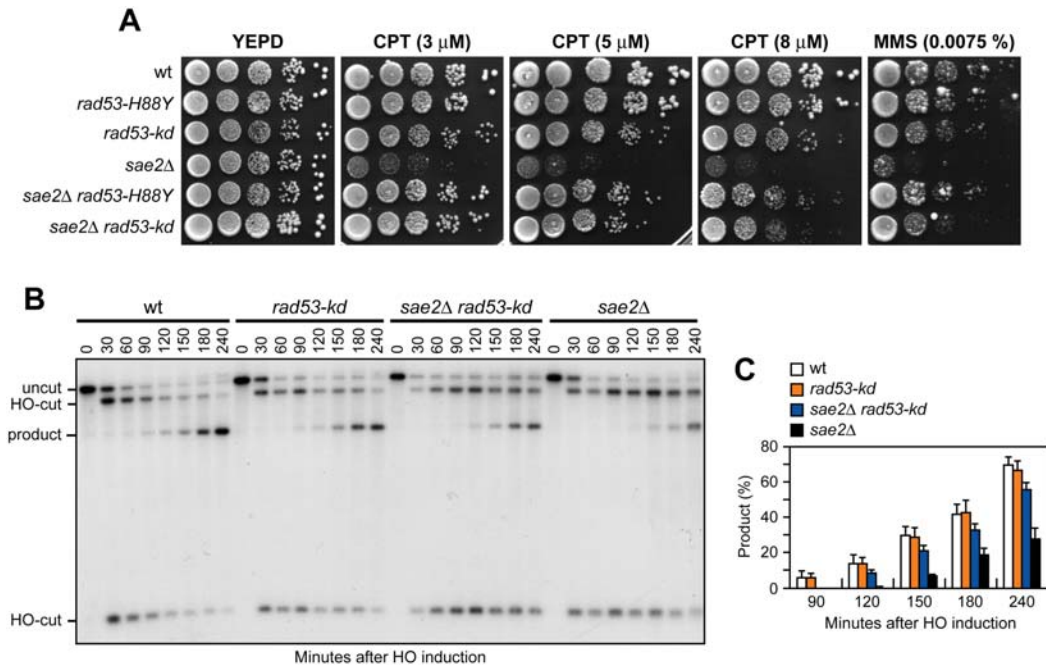 A
YEPD CPT (3 μM) CPT (5 μM) CPT (8 μM) MMS (0.0075 %)
wt
rad53-H88Y
rad53-kd
sae2Δ
sae2Δ rad53-H88Y
sae2Δ rad53-kd
B
wt rad53-kd sae2Δ rad53-kd sae2Δ
0 30 60 90 120 150 180 240 0 30 60 90 120 150 180 240 0 30 60 90 120 150 180 240 0 30 60 90 120 150 180 240
uncut
HO-cut
product
HO-cut
Minutes after HO induction
C
wt
rad53-kd
sae2Δ rad53-kd
sae2Δ
80
60
40
20
0
Product (%)
90 120 150 180 240
Minutes after HO induction